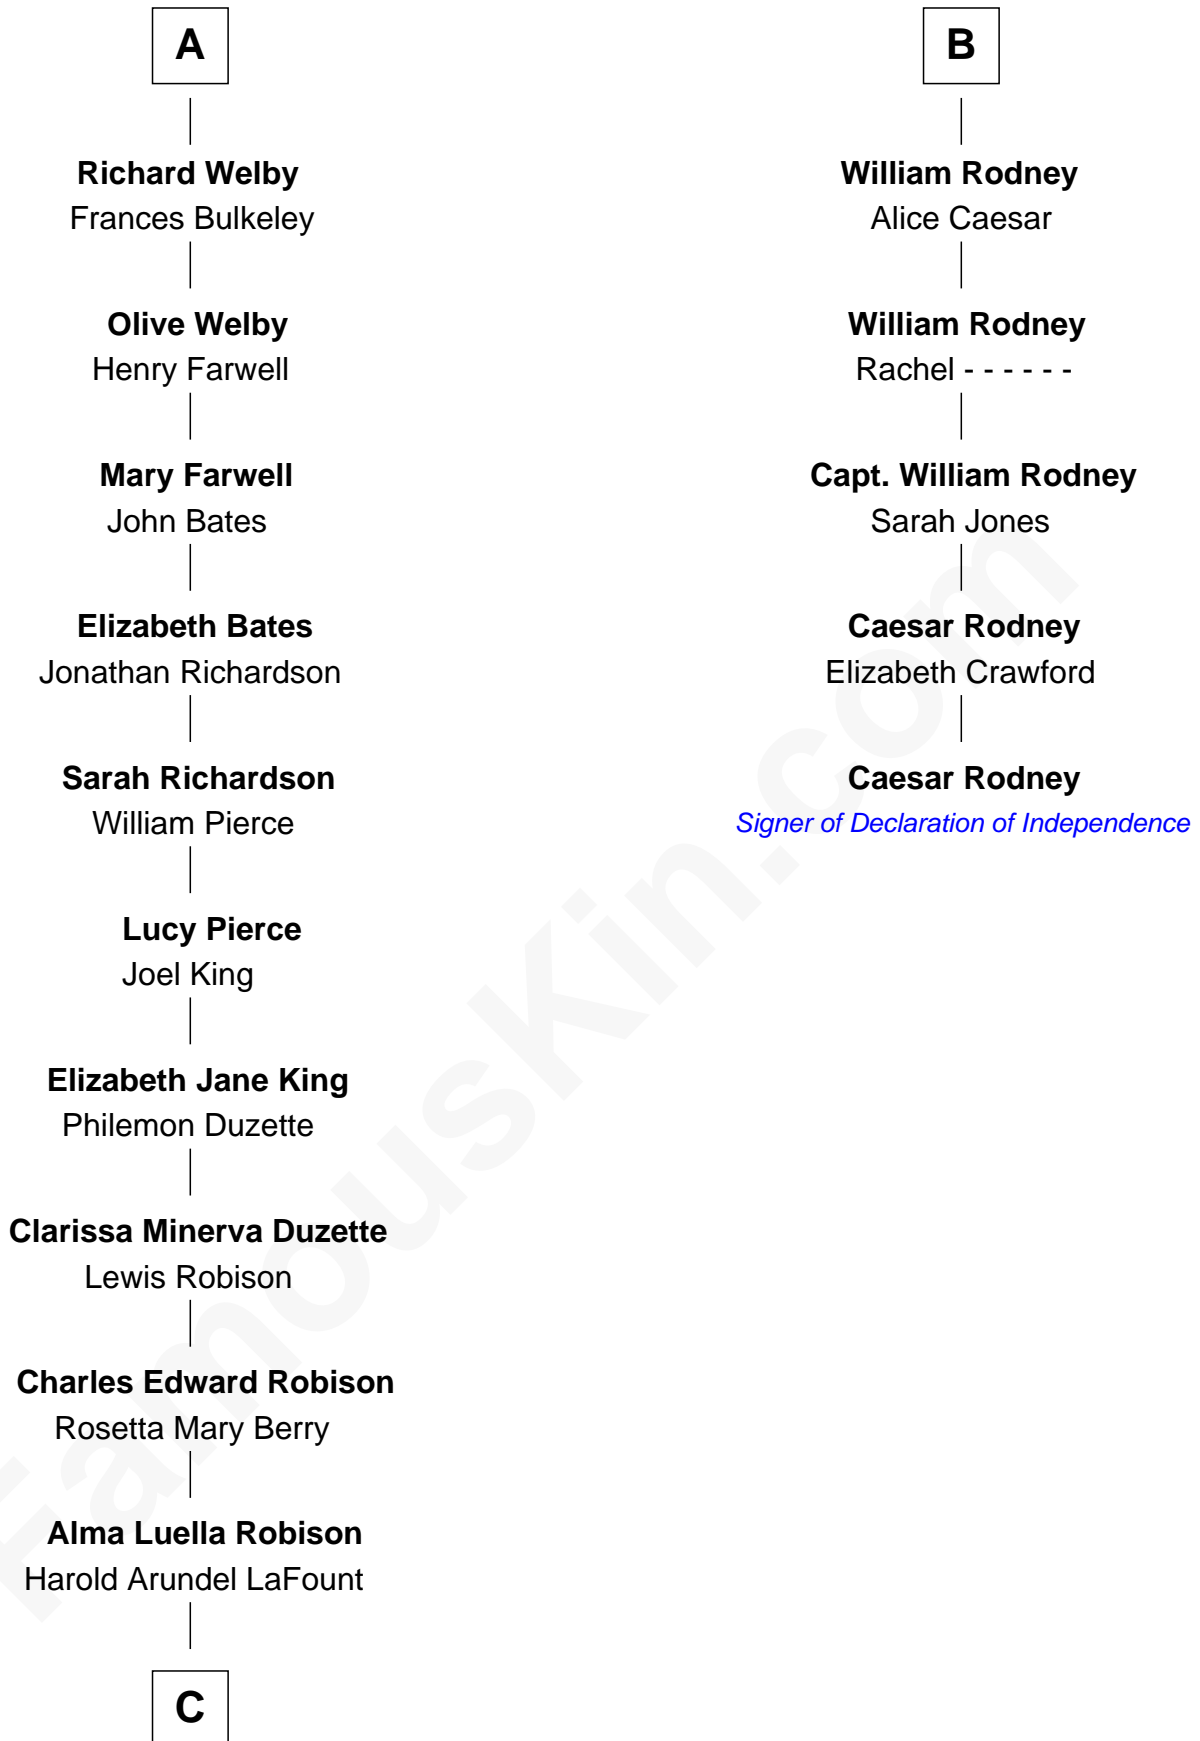 A
Richard Welby
Frances Bulkeley
Olive Welby
Henry Farwell
Mary Farwell
John Bates
Elizabeth Bates
Jonathan Richardson
Sarah Richardson
William Pierce
Lucy Pierce
Joel King
Elizabeth Jane King
Philemon Duzette
Clarissa Minerva Duzette
Lewis Robison
Charles Edward Robison
Rosetta Mary Berry
Alma Luella Robison
Harold Arundel LaFount
C
B
William Rodney
Alice Caesar
William Rodney
Rachel - - - - - -
Capt. William Rodney
Sarah Jones
Caesar Rodney
Elizabeth Crawford
Caesar Rodney
Signer of Declaration of Independence
FamousKin.com